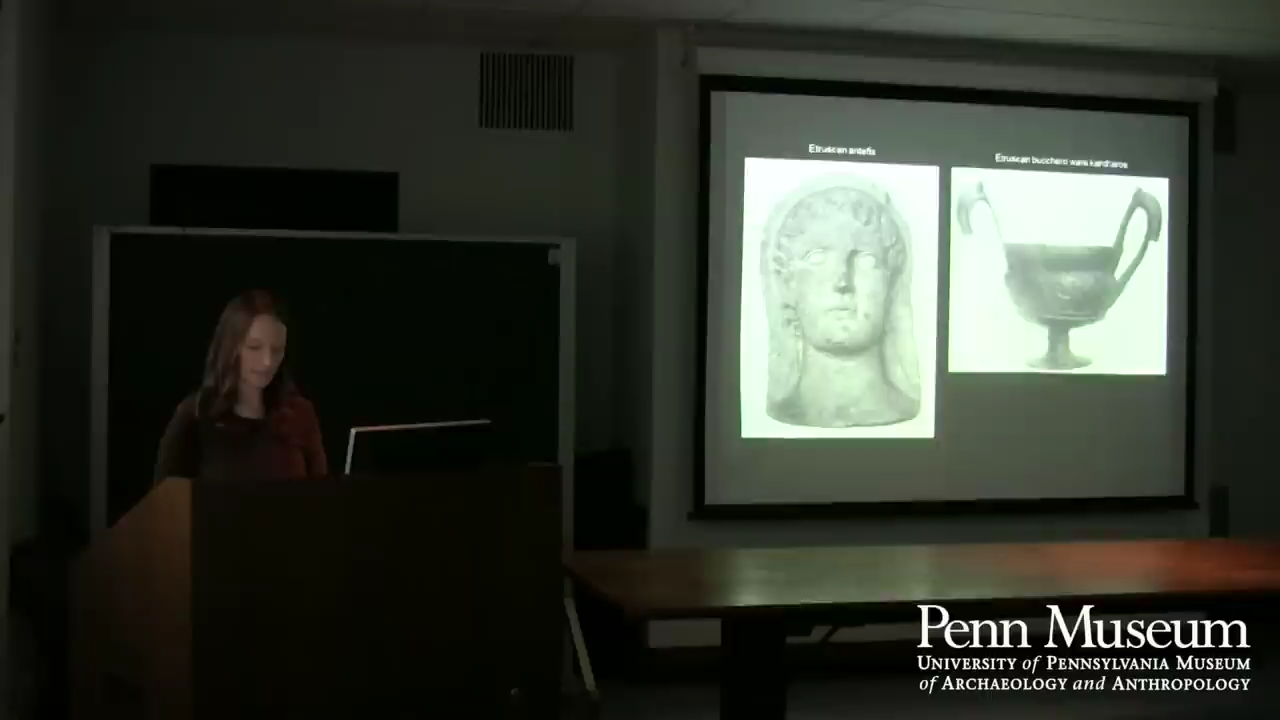 Etruscan antefix
Etruscan bucchero ware kantharos
Penn Museum
UNIVERSITY of PENNSYLVANIA MUSEUM
of ARCHAEOLOGY and ANTHROPOLOGY